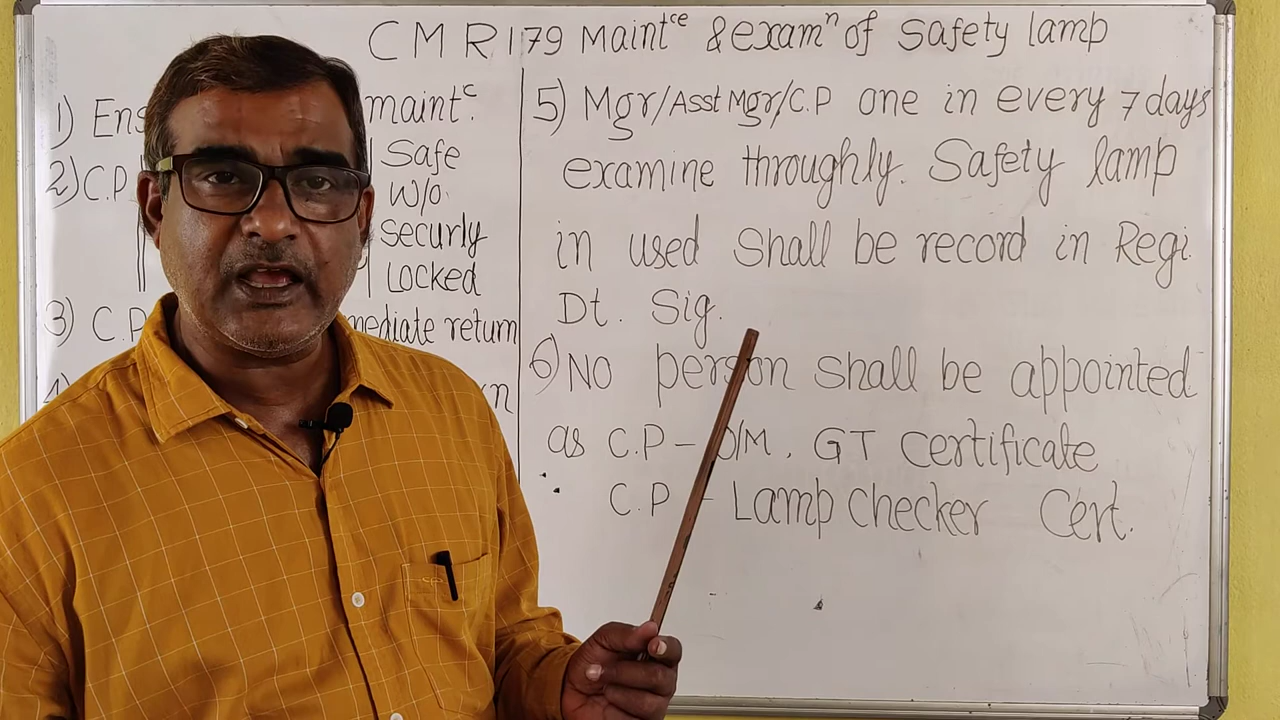 CMR 179 Maint^ce & exam^n of Safety lamp
1) Ens maint^c.
2) C.P Safe
W/o
Securly
Locked
3) C.P mediate return
4)
5) Mgr/Asst Mgr/C.P one in every 7 days
examine throughly. Safety lamp
in used Shall be record in Regi.
Dt. Sig.
6) NO person shall be appointed
as C.P - O/M, GT certificate
C.P - Lamp checker Cert.